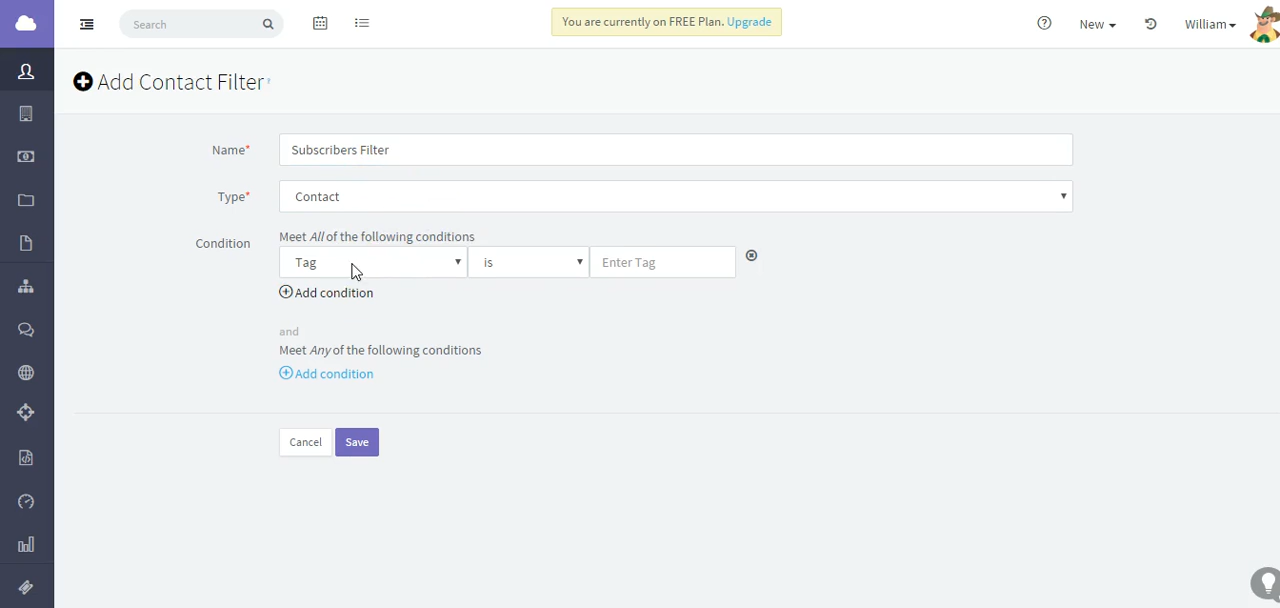 Search
You are currently on FREE Plan. Upgrade
New
William
Add Contact Filter?
Name*
Subscribers Filter
Type*
Contact
Condition
Meet All of the following conditions
Tag
is
Enter Tag
Add condition
and
Meet Any of the following conditions
Add condition
Cancel
Save